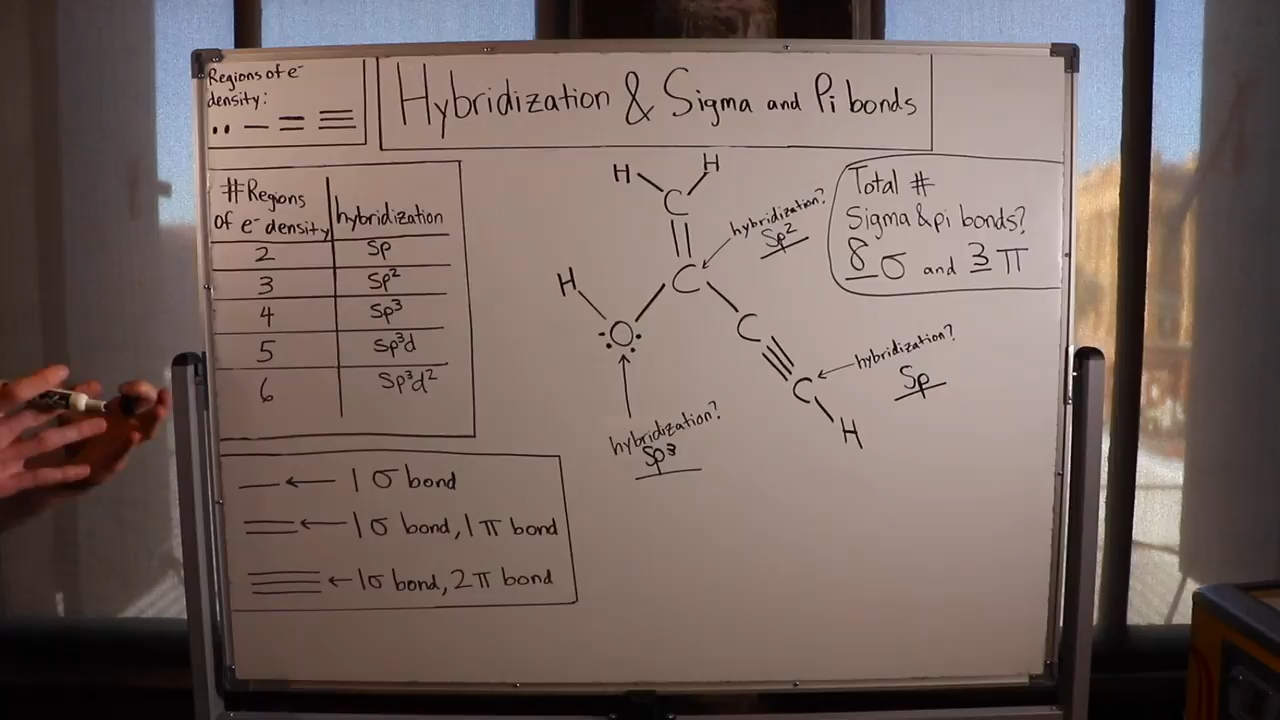 Regions of e⁻
density:
Hybridization & Sigma and Pi bonds
# Regions
of e⁻ density
hybridization
2 Sp
3 Sp²
4 Sp³
5 Sp³d
6 Sp³d²
H H
C
hybridization?
Sp²
Total #
Sigma & pi bonds?
8 σ and 3 π
H
C
O
C
C
hybridization?
Sp
H
hybridization?
Sp³
1 σ bond
1 σ bond, 1 π bond
1σ bond, 2π bond